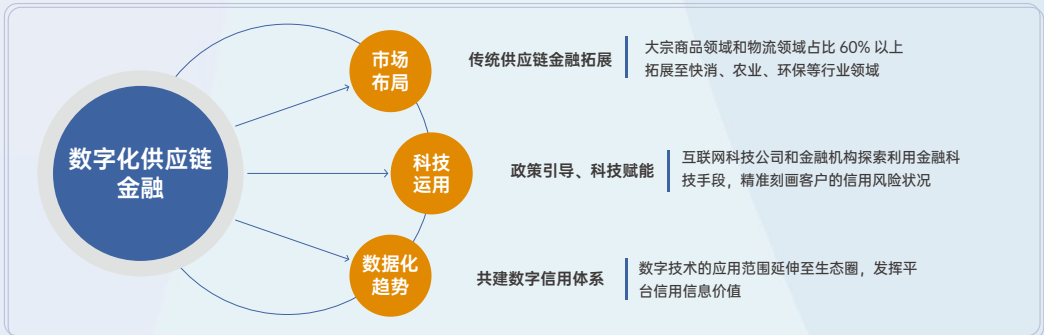 数字化供应链
金融
市场
布局
传统供应链金融拓展
大宗商品领域和物流领域占比 60% 以上
拓展至快消、农业、环保等行业领域
科技
运用
政策引导、科技赋能
互联网科技公司和金融机构探索利用金融科
技手段，精准刻画客户的信用风险状况
数据化
趋势
共建数字信用体系
数字技术的应用范围延伸至生态圈，发挥平
台信用信息价值